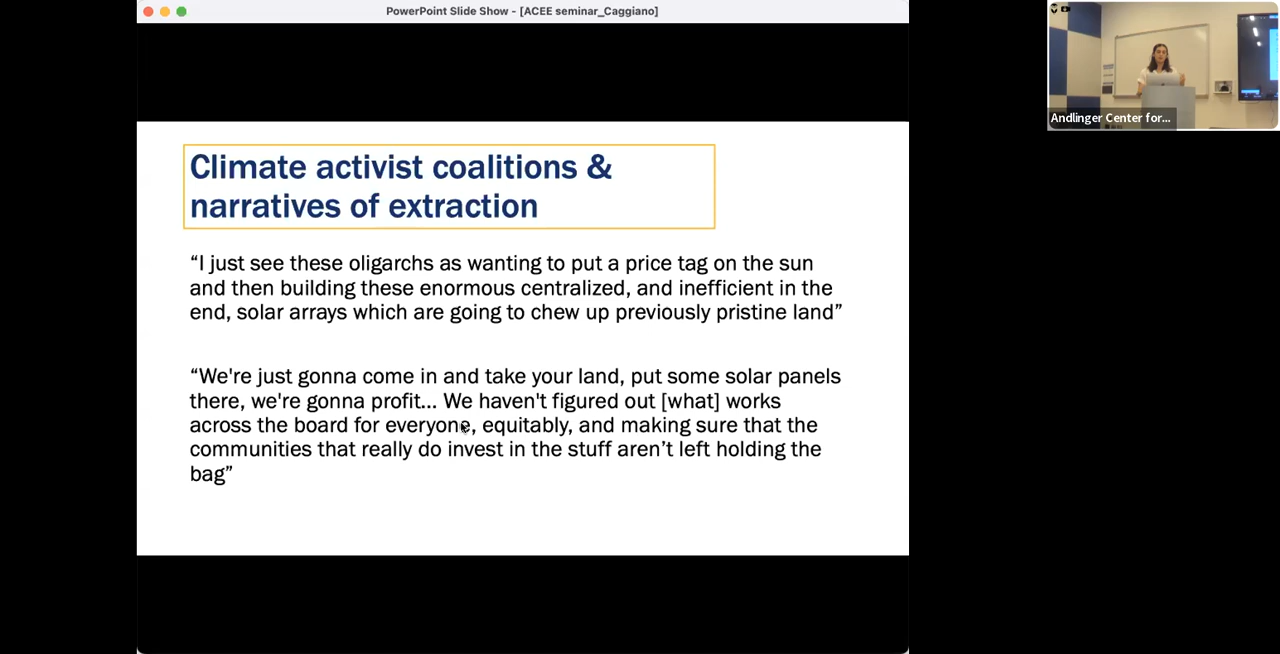 PowerPoint Slide Show - [ACEE seminar_Caggiano]
Climate activist coalitions &
narratives of extraction
“I just see these oligarchs as wanting to put a price tag on the sun
and then building these enormous centralized, and inefficient in the
end, solar arrays which are going to chew up previously pristine land”
“We're just gonna come in and take your land, put some solar panels
there, we're gonna profit... We haven't figured out [what] works
across the board for everyone, equitably, and making sure that the
communities that really do invest in the stuff aren’t left holding the
bag”
Andlinger Center for...